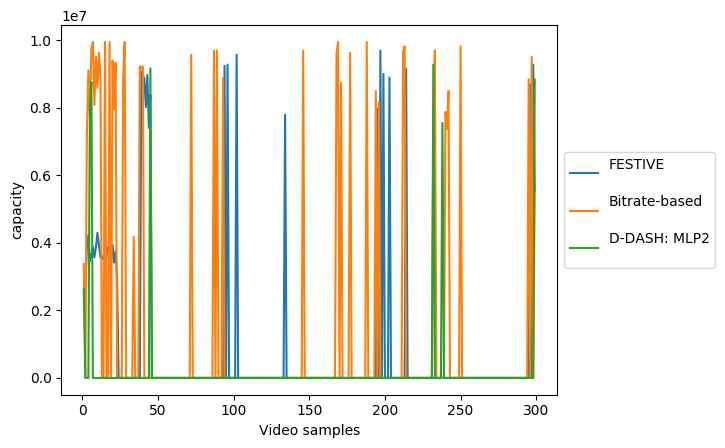 1e7
1.0
0.8
0.6
0.4
0.2
0.0
capacity
0 50 100 150 200 250 300
Video samples
FESTIVE
Bitrate-based
D-DASH: MLP2